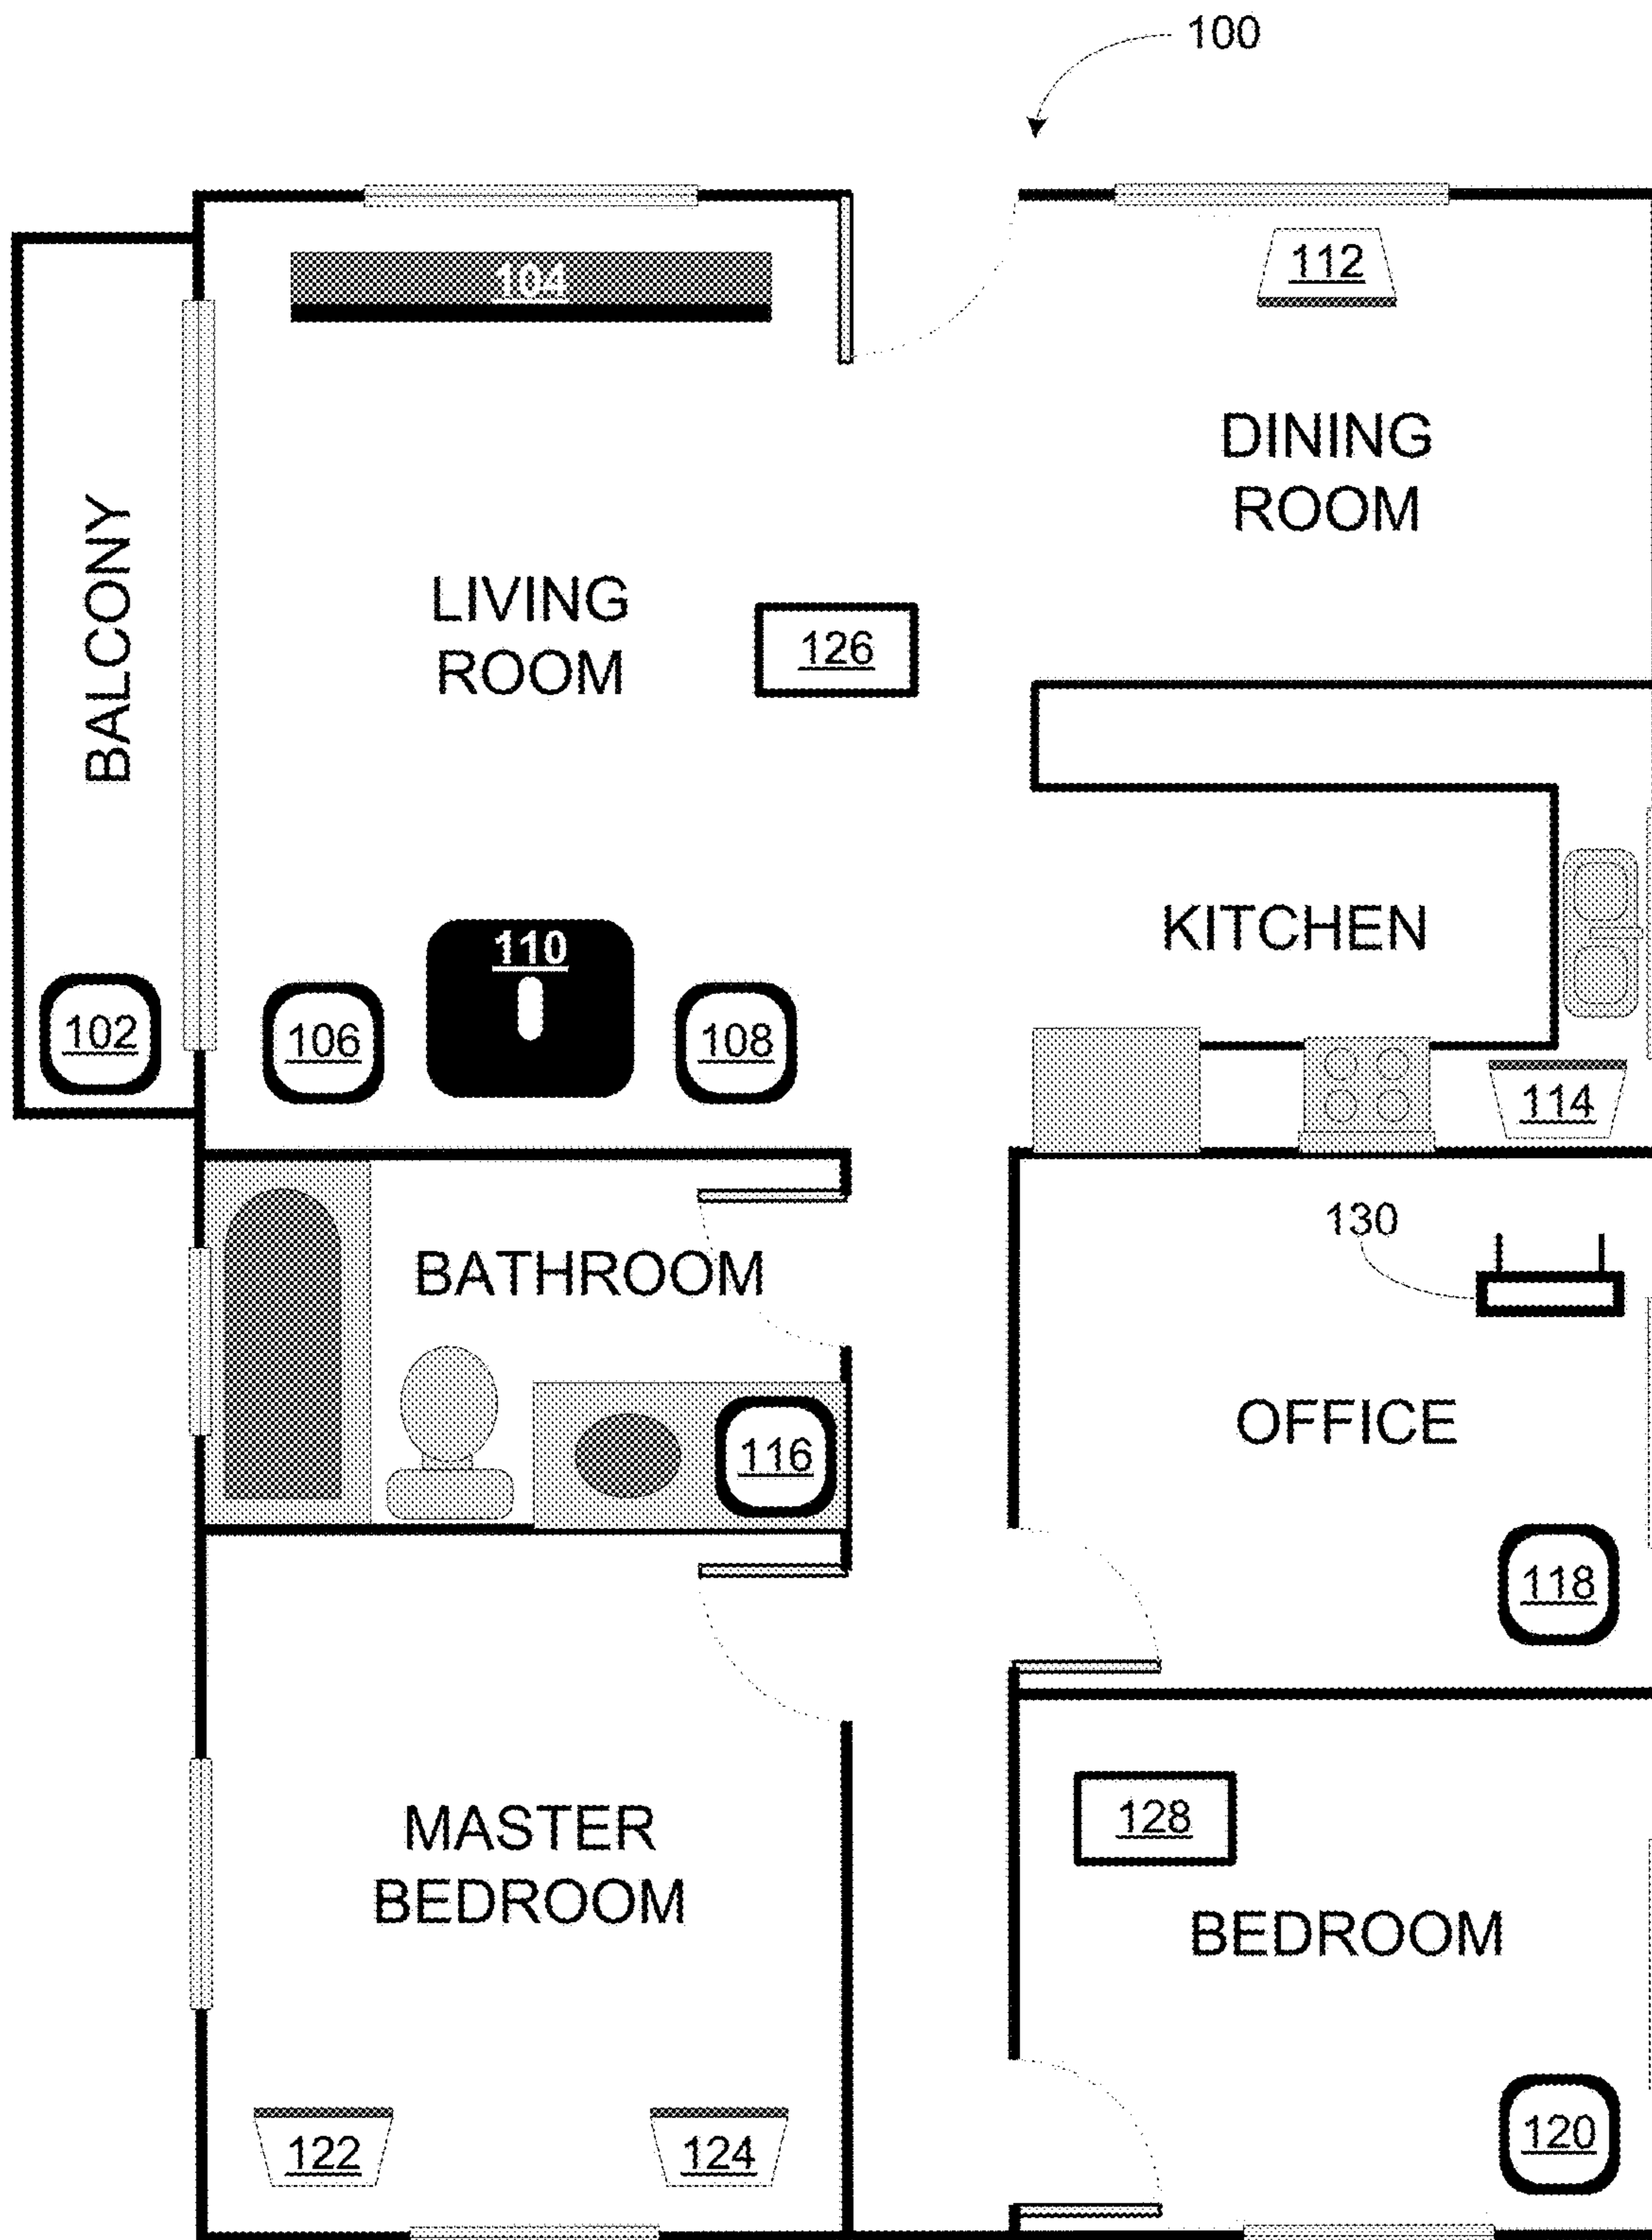 100
104
112
DINING
ROOM
BALCONY
LIVING
ROOM
126
110
KITCHEN
102
106
108
114
130
BATHROOM
OFFICE
116
118
MASTER
BEDROOM
128
BEDROOM
122
124
120